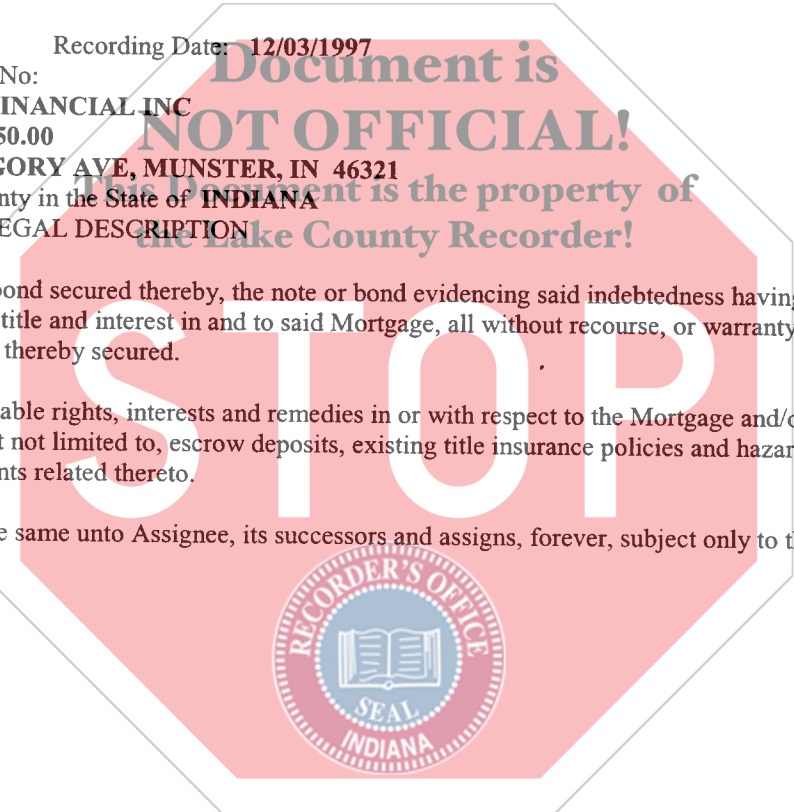 Recording Date: 12/03/1997
No:
INANCIAL INC
50.00
GORY AVE, MUNSTER, IN 46321
nty in the State of INDIANA
EGAL DESCRIPTION
Document is
NOT OFFICIAL!
This Document is the property of
the Lake County Recorder!
ond secured thereby, the note or bond evidencing said indebtedness having
title and interest in and to said Mortgage, all without recourse, or warranty
thereby secured.
able rights, interests and remedies in or with respect to the Mortgage and/o
t not limited to, escrow deposits, existing title insurance policies and hazar
nts related thereto.
e same unto Assignee, its successors and assigns, forever, subject only to th
STOP
RECORDER'S OFFICE
SEAL
INDIANA